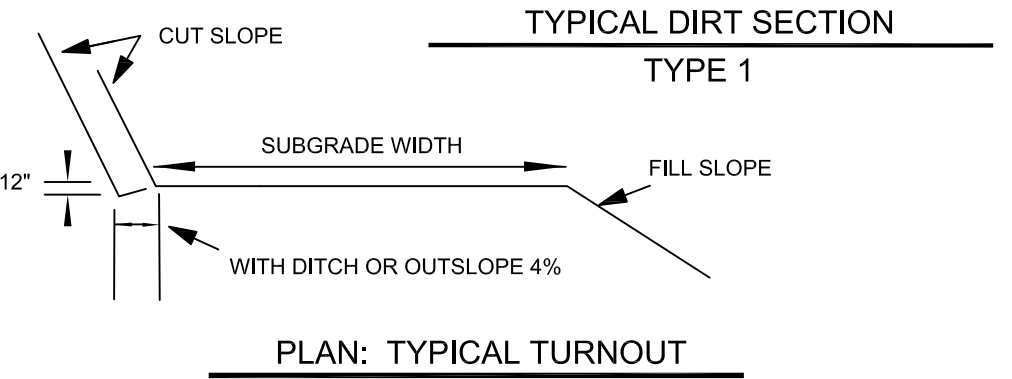 TYPICAL DIRT SECTION
TYPE 1
CUT SLOPE
SUBGRADE WIDTH
FILL SLOPE
12"
WITH DITCH OR OUTSLOPE 4%
PLAN: TYPICAL TURNOUT